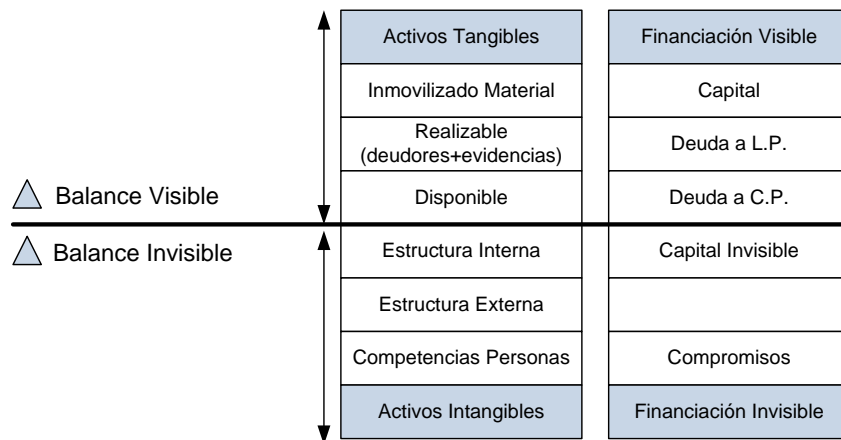 Activos Tangibles
Financiación Visible
Inmovilizado Material
Capital
Realizable
(deudores+evidencias)
Deuda a L.P.
Balance Visible
Disponible
Deuda a C.P.
Balance Invisible
Estructura Interna
Capital Invisible
Estructura Externa
Competencias Personas
Compromisos
Activos Intangibles
Financiación Invisible